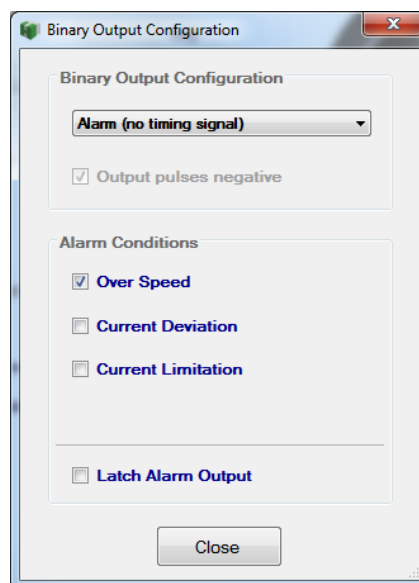 Binary Output Configuration
Binary Output Configuration
Alarm (no timing signal)
Output pulses negative
Alarm Conditions
Over Speed
Current Deviation
Current Limitation
Latch Alarm Output
Close